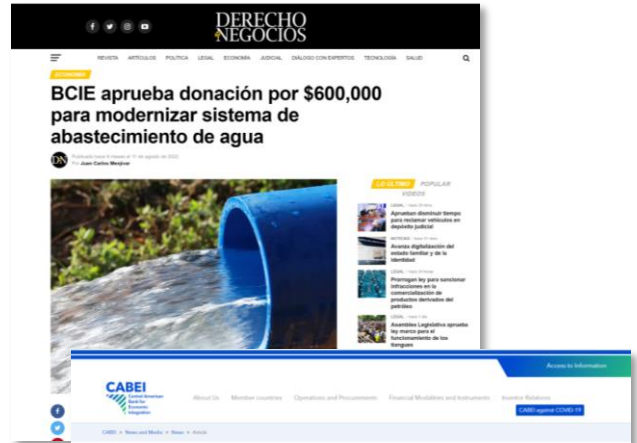 DERECHO
NEGOCIOS
REVISTA ARTÍCULOS POLÍTICA LEGAL ECONOMÍA JUDICIAL DIÁLOGO CON EXPERTOS TECNOLOGÍA SALUD
ECONOMÍA
BCIE aprueba donación por $600,000
para modernizar sistema de
abastecimiento de agua
DN
Por Juan Carlos Menjívar
LO ÚLTIMO POPULAR
VIDEOS
Aprueban disminuir tiempo
para reclamar vehículos en
depósito judicial
Avanza digitalización del
estado familiar y de la
identidad
Prorrogan ley para sancionar
infracciones en la
comercialización de
productos derivados del
petróleo
Asamblea Legislativa aprueba
ley marco para el
funcionamiento de los
tiangues
Access to Information
CABEI
Central American
Bank for
Economic
Integration
About Us Member countries Operations and Procurements Financial Modalities and Instruments Investor Relations
CABEI against COVID-19
CABEI > News and Media > News > Article